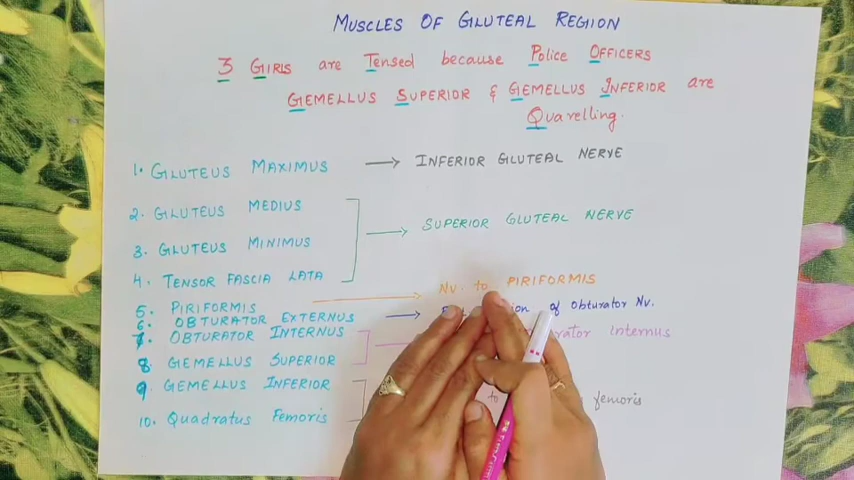 MUSCLES OF GLUTEAL REGION
3 GIRLS are Tensed because Police OFFICERS
GEMELLUS SUPERIOR & GEMELLUS INFERIOR are
Quarelling.
1. GLUTEUS MAXIMUS → INFERIOR GLUTEAL NERVE
2. GLUTEUS MEDIUS
SUPERIOR GLUTEAL NERVE
3. GLUTEUS MINIMUS
4. TENSOR FASCIA LATA
5. PIRIFORMIS → Nv. to PIRIFORMIS
6. OBTURATOR EXTERNUS → of Obturator Nv.
7. OBTURATOR INTERNUS internus
8 GEMELLUS SUPERIOR
9. GEMELLUS INFERIOR
to femoris
10. Quadratus Femoris